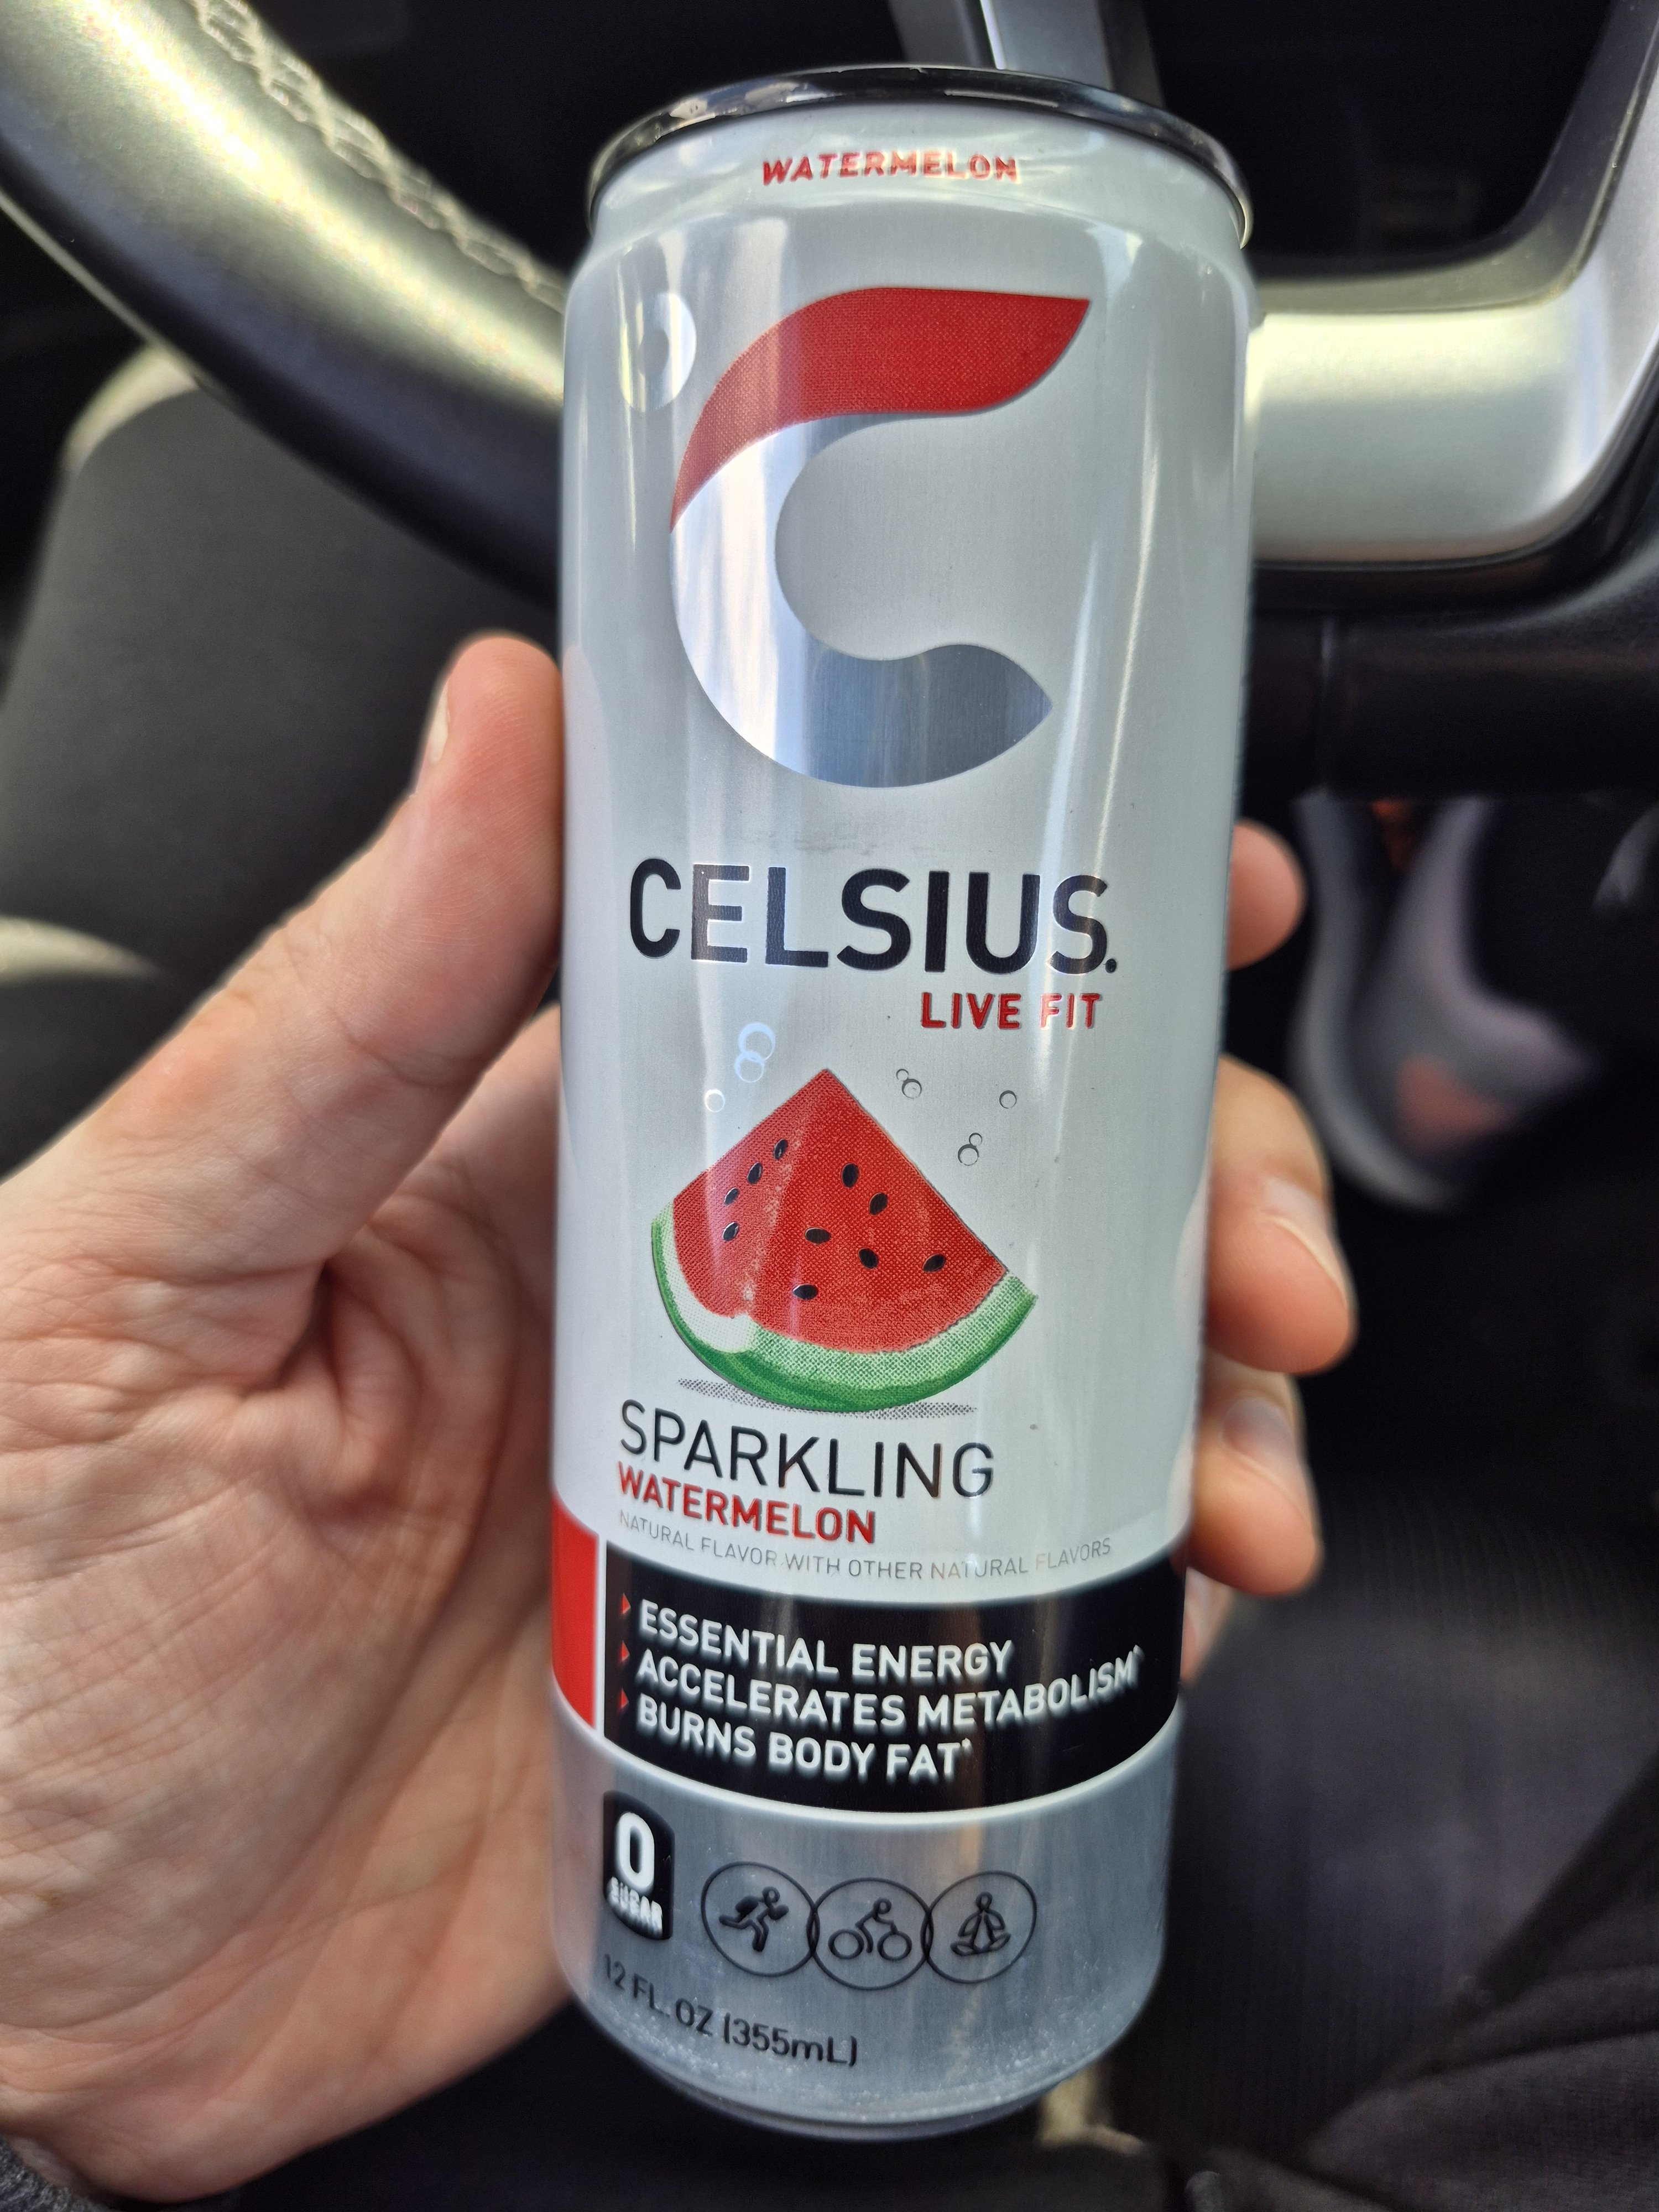 WATERMELON
CELSIUS.
LIVE FIT
SPARKLING
WATERMELON
NATURAL FLAVOR WITH OTHER NATURAL FLAVORS
ESSENTIAL ENERGY
ACCELERATES METABOLISM^
BURNS BODY FAT^
0
SUGAR
12 FL. OZ (355mL)